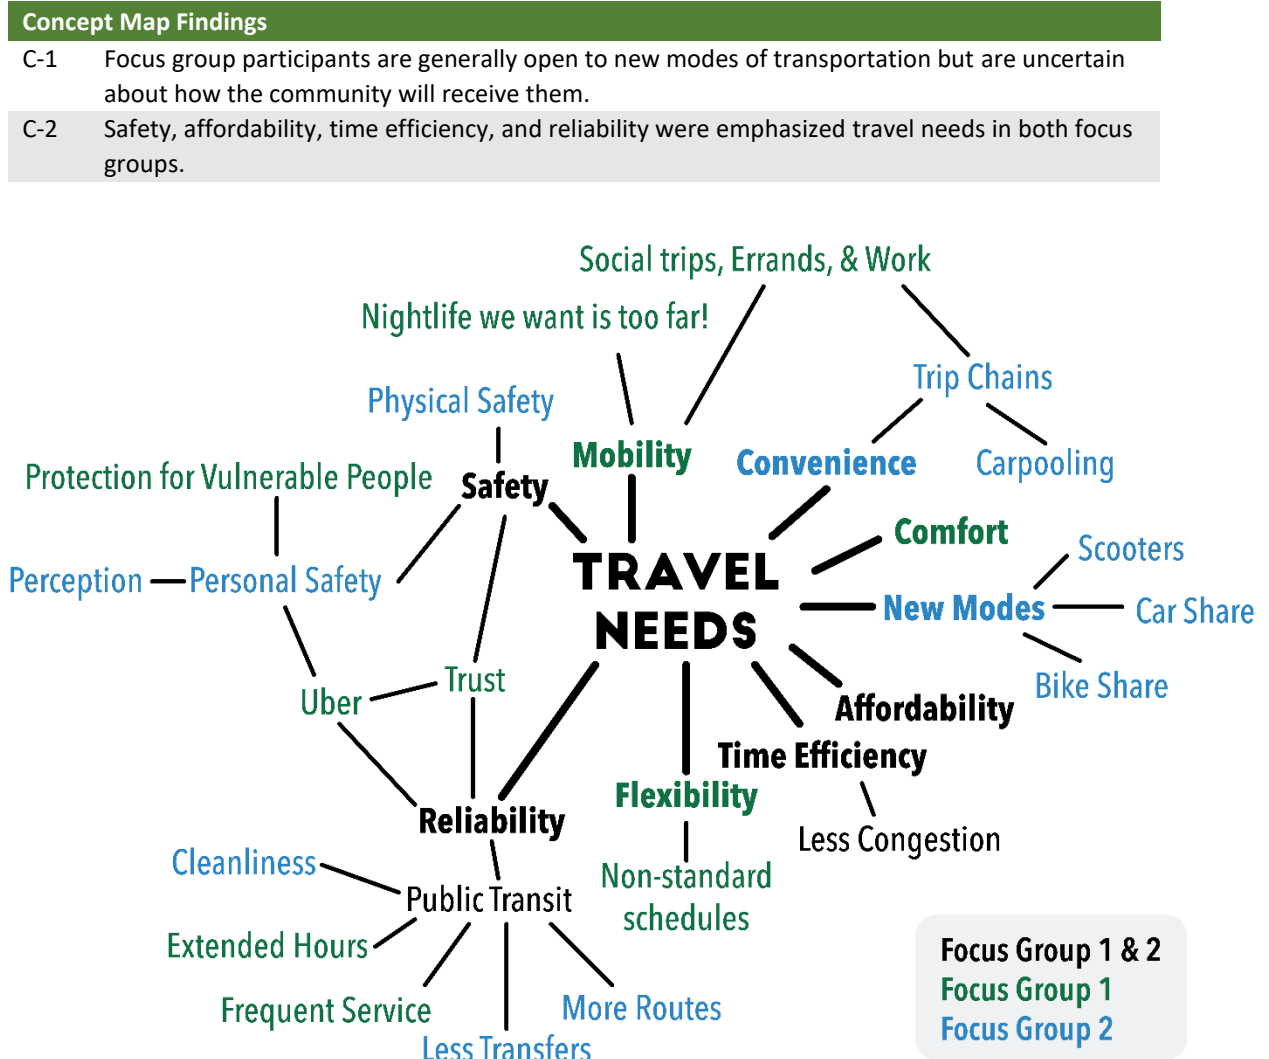 Concept Map Findings
C-1 Focus group participants are generally open to new modes of transportation but are uncertain
about how the community will receive them.
C-2 Safety, affordability, time efficiency, and reliability were emphasized travel needs in both focus
groups.
Social trips, Errands, & Work
Nightlife we want is too far!
Trip Chains
Physical Safety
Mobility
Convenience
Carpooling
Protection for Vulnerable People
Safety
Comfort
Scooters
TRAVEL
NEEDS
Perception
Personal Safety
New Modes
Car Share
Bike Share
Trust
Uber
Affordability
Time Efficiency
Flexibility
Reliability
Less Congestion
Cleanliness
Non-standard
schedules
Public Transit
Extended Hours
Frequent Service
More Routes
Less Transfers
Focus Group 1 & 2
Focus Group 1
Focus Group 2